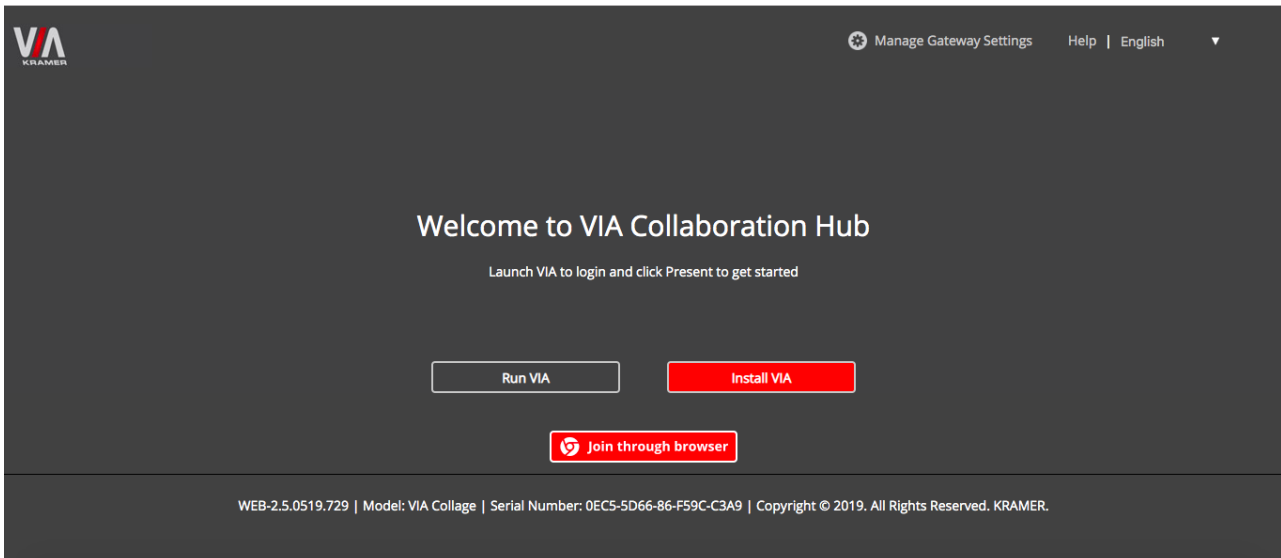 VIA
KRAMER
Manage Gateway Settings Help | English
Welcome to VIA Collaboration Hub
Launch VIA to login and click Present to get started
Run VIA Install VIA
Join through browser
WEB-2.5.0519.729 | Model: VIA Collage | Serial Number: 0EC5-5D66-86-F59C-C3A9 | Copyright © 2019. All Rights Reserved. KRAMER.